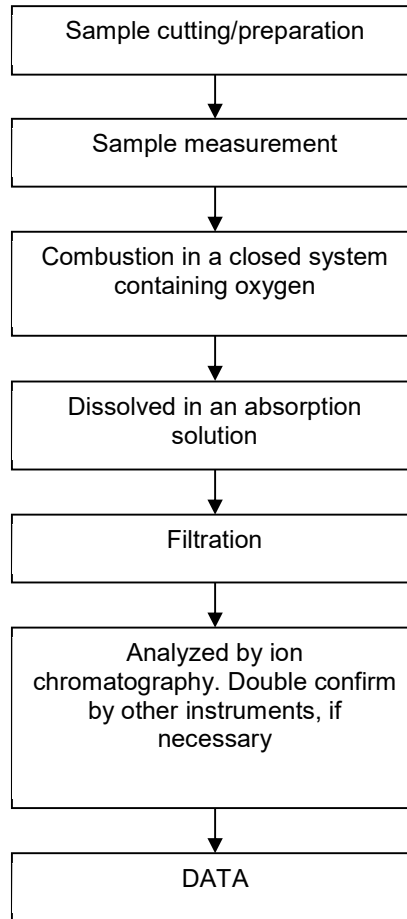 Sample cutting/preparation
Sample measurement
Combustion in a closed system
containing oxygen
Dissolved in an absorption
solution
Filtration
Analyzed by ion
chromatography. Double confirm
by other instruments, if
necessary
DATA